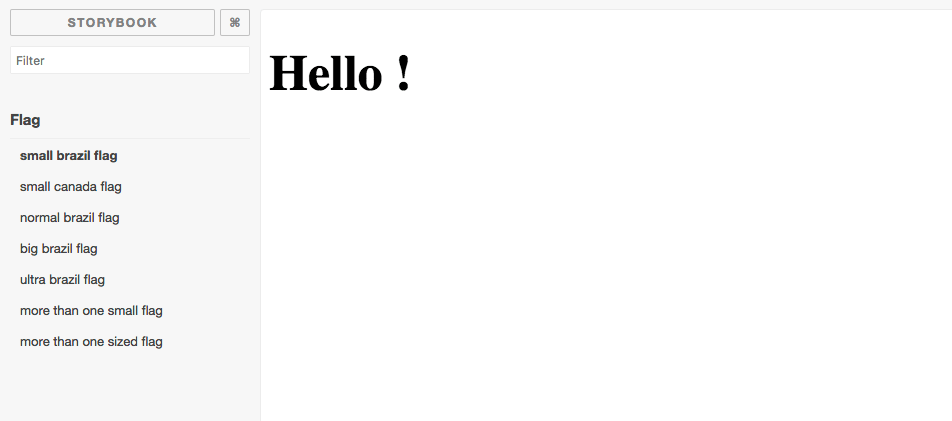 STORYBOOK ⌘
Filter
Flag
small brazil flag
small canada flag
normal brazil flag
big brazil flag
ultra brazil flag
more than one small flag
more than one sized flag
Hello !